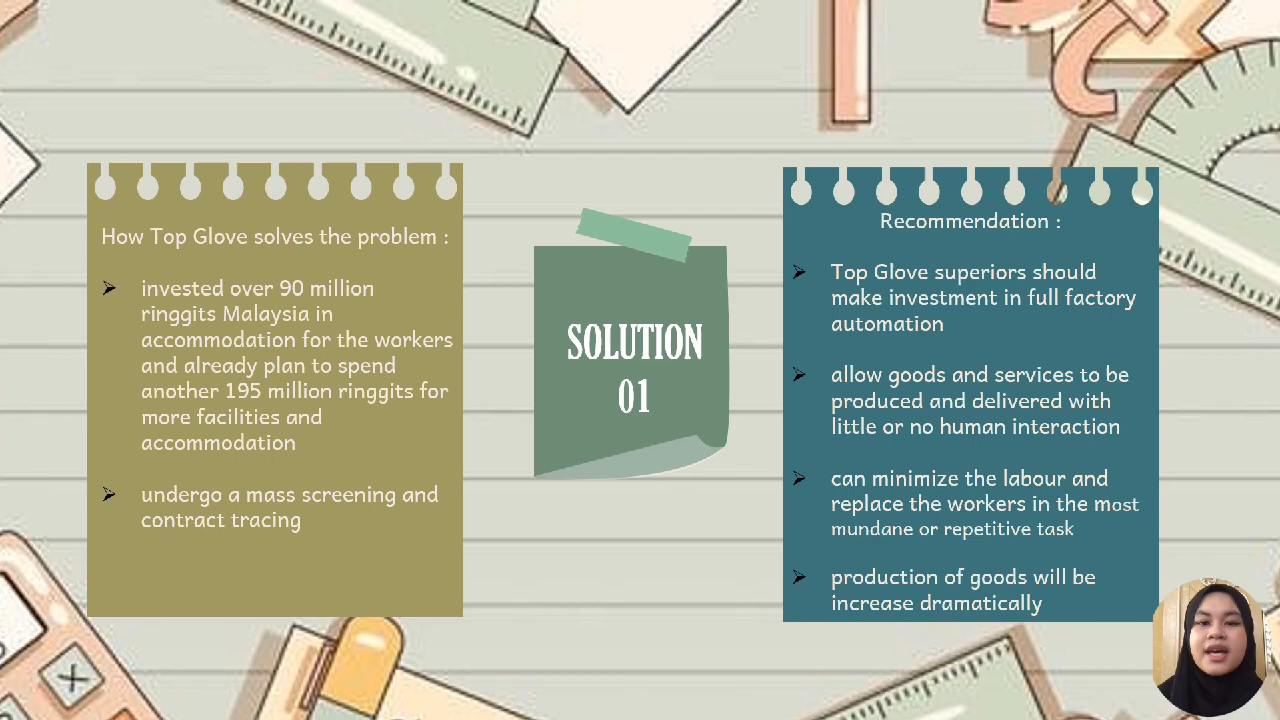 How Top Glove solves the problem :
➢ invested over 90 million
ringgits Malaysia in
accommodation for the workers
and already plan to spend
another 195 million ringgits for
more facilities and
accommodation
➢ undergo a mass screening and
contract tracing
SOLUTION
01
Recommendation :
➢ Top Glove superiors should
make investment in full factory
automation
➢ allow goods and services to be
produced and delivered with
little or no human interaction
➢ can minimize the labour and
replace the workers in the most
mundane or repetitive task
➢ production of goods will be
increase dramatically